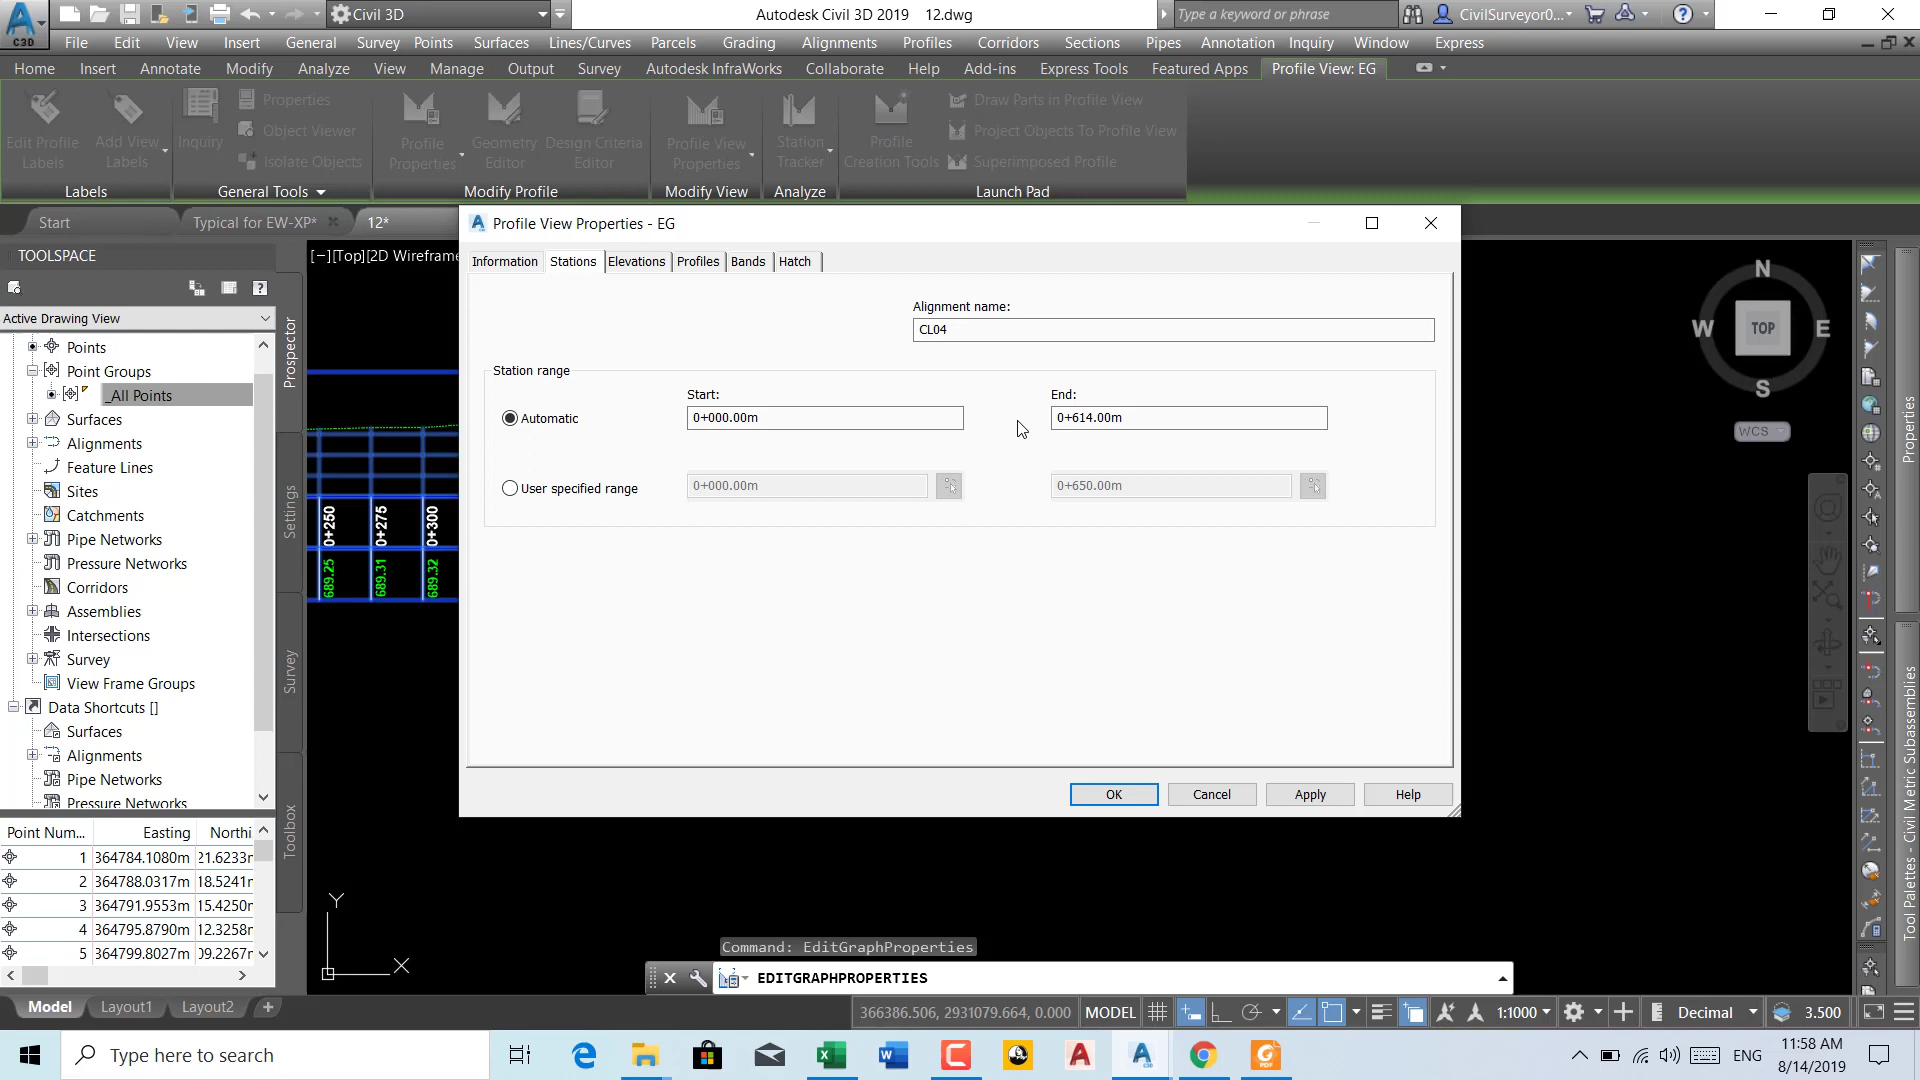 Civil 3D
Autodesk Civil 3D 2019 12.dwg
Type a keyword or phrase
CivilSurveyor0...
C3D
File Edit View Insert General Survey Points Surfaces Lines/Curves Parcels Grading Alignments Profiles Corridors Sections Pipes Annotation Inquiry Window Express
Home Insert Annotate Modify Analyze View Manage Output Survey Autodesk InfraWorks Collaborate Help Add-ins Express Tools Featured Apps Profile View: EG
Edit Profile Labels
Add View Labels
Inquiry
Properties
Object Viewer
Isolate Objects
Profile Properties
Geometry Editor
Design Criteria Editor
Profile View Properties
Station Tracker
Profile Creation Tools
Draw Parts in Profile View
Project Objects To Profile View
Superimposed Profile
Labels General Tools Modify Profile Modify View Analyze Launch Pad
Start Typical for EW-XP* 12*
TOOLSPACE
Active Drawing View
Points
Point Groups
_All Points
Surfaces
Alignments
Feature Lines
Sites
Catchments
Pipe Networks
Pressure Networks
Corridors
Assemblies
Intersections
Survey
View Frame Groups
Data Shortcuts []
Surfaces
Alignments
Pipe Networks
Pressure Networks
Prospector
Settings
Survey
Toolbox
Point Num... Easting Northi
1 364784.1080m 21.6233r
2 364788.0317m 18.5241r
3 364791.9553m 15.4250r
4 364795.8790m 12.3258r
5 364799.8027m 09.2267r
[−][Top][2D Wireframe
0+250 0+275 0+300
689.25 689.31 689.32
Y
X
Profile View Properties - EG
Information Stations Elevations Profiles Bands Hatch
Alignment name:
CL04
Station range
Start: End:
Automatic 0+000.00m 0+614.00m
User specified range 0+000.00m 0+650.00m
OK Cancel Apply Help
N
W TOP E
S
WCS
Properties
Tool Palettes - Civil Metric Subassemblies
Command: EditGraphProperties
EDITGRAPHPROPERTIES
Model Layout1 Layout2
366386.506, 2931079.664, 0.000 MODEL 1:1000 Decimal 3.500
Type here to search
ENG
11:58 AM
8/14/2019